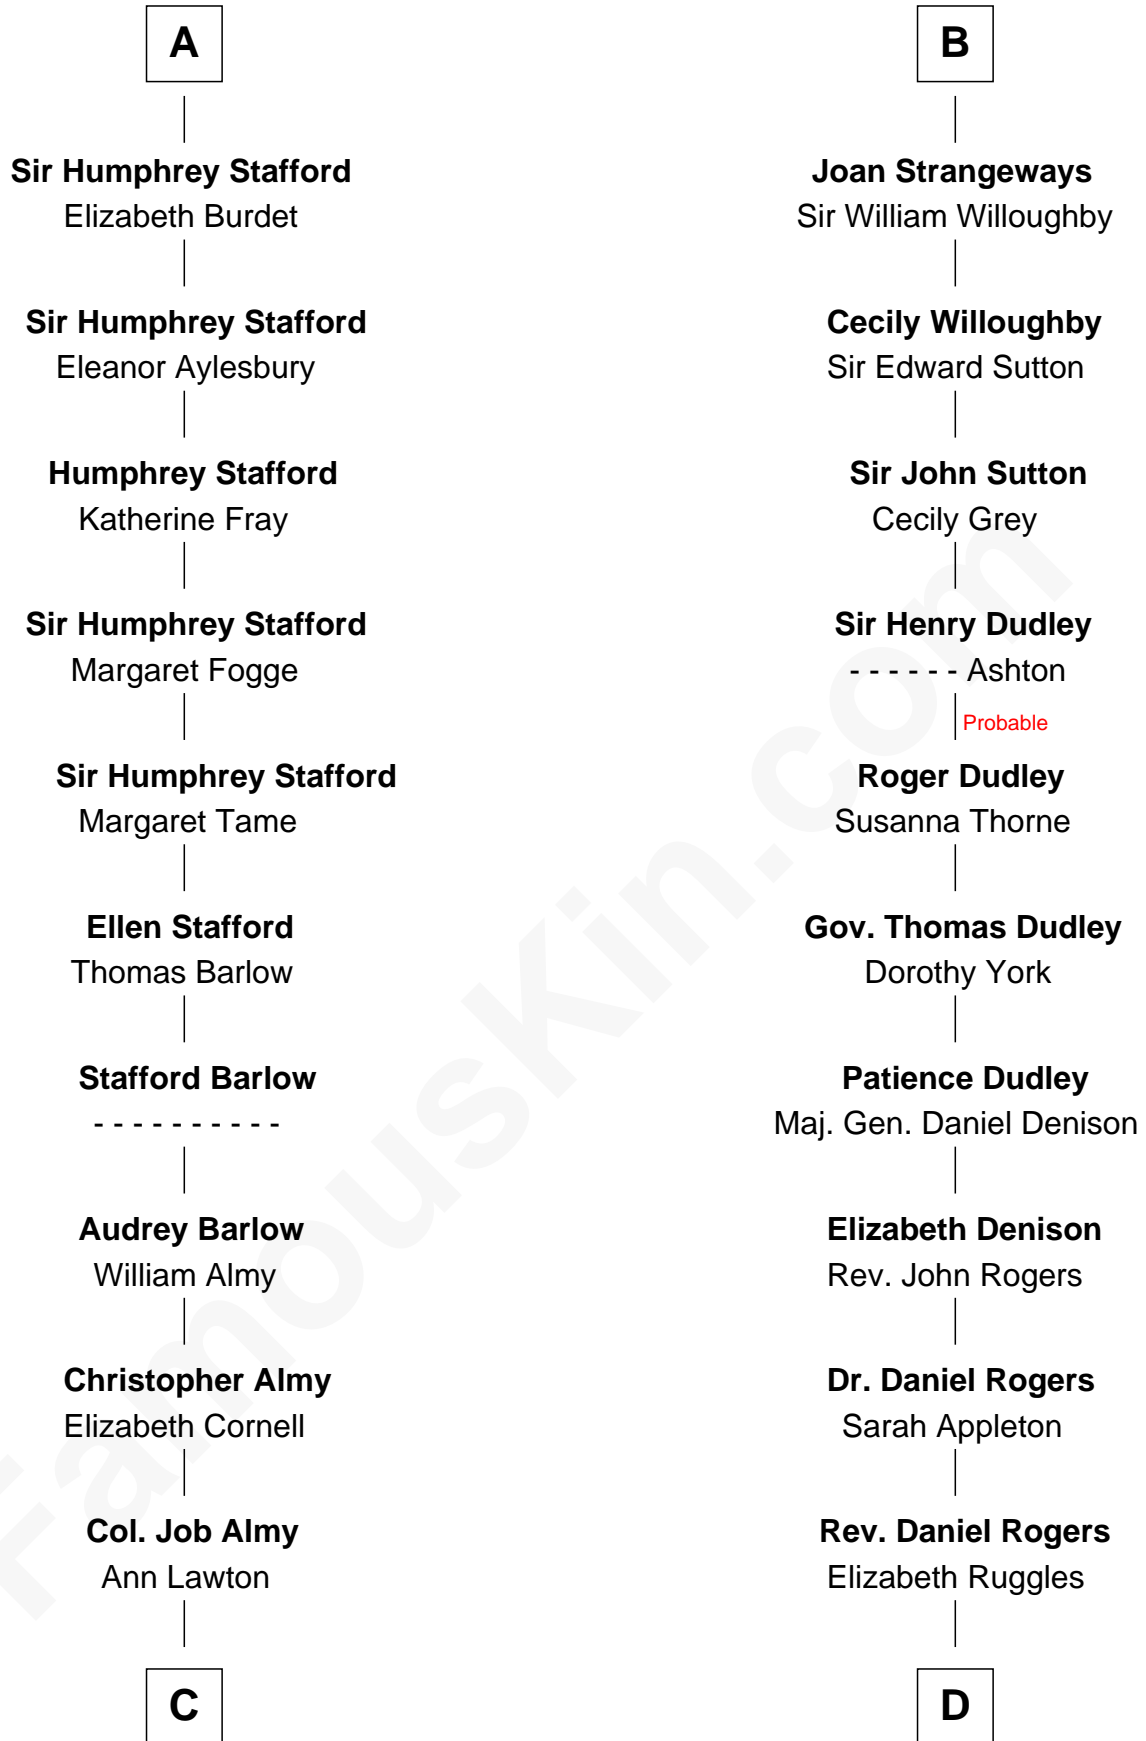 A
Sir Humphrey Stafford
Elizabeth Burdet
Sir Humphrey Stafford
Eleanor Aylesbury
Humphrey Stafford
Katherine Fray
Sir Humphrey Stafford
Margaret Fogge
Sir Humphrey Stafford
Margaret Tame
Ellen Stafford
Thomas Barlow
Stafford Barlow
- - - - - - - - - -
Audrey Barlow
William Almy
Christopher Almy
Elizabeth Cornell
Col. Job Almy
Ann Lawton
C
B
Joan Strangeways
Sir William Willoughby
Cecily Willoughby
Sir Edward Sutton
Sir John Sutton
Cecily Grey
Sir Henry Dudley
- - - - - - Ashton
Probable
Roger Dudley
Susanna Thorne
Gov. Thomas Dudley
Dorothy York
Patience Dudley
Maj. Gen. Daniel Denison
Elizabeth Denison
Rev. John Rogers
Dr. Daniel Rogers
Sarah Appleton
Rev. Daniel Rogers
Elizabeth Ruggles
D
FamousKin.com